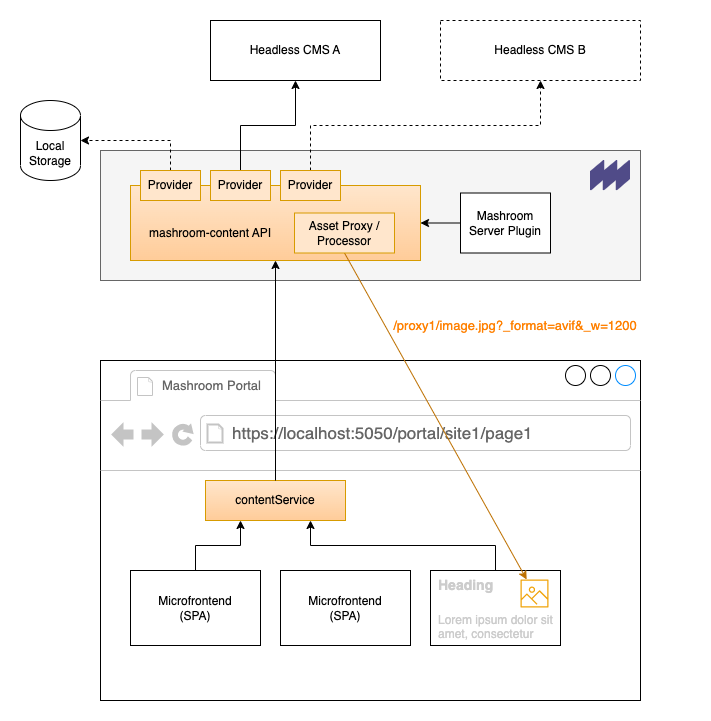 Headless CMS A
Headless CMS B
Local
Storage
Provider
Provider
Provider
mashroom-content API
Asset Proxy /
Processor
Mashroom
Server Plugin
/proxy1/image.jpg?_format=avif&_w=1200
Mashroom Portal
https://localhost:5050/portal/site1/page1
contentService
Microfrontend
(SPA)
Microfrontend
(SPA)
Heading
Lorem ipsum dolor sit
amet, consectetur